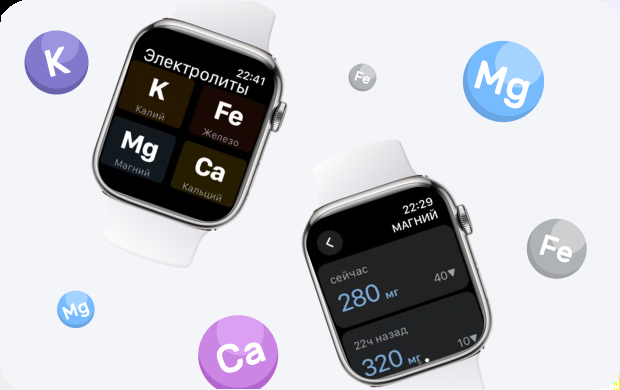 K
Электролиты
22:41
K
Калий
Fe
Железо
Mg
Магний
Ca
Кальций
Fe
Mg
22:29
МАГНИЙ
сейчас
280 мг
40▼
22ч назад
320 мг
10▼
Fe
Mg
Ca